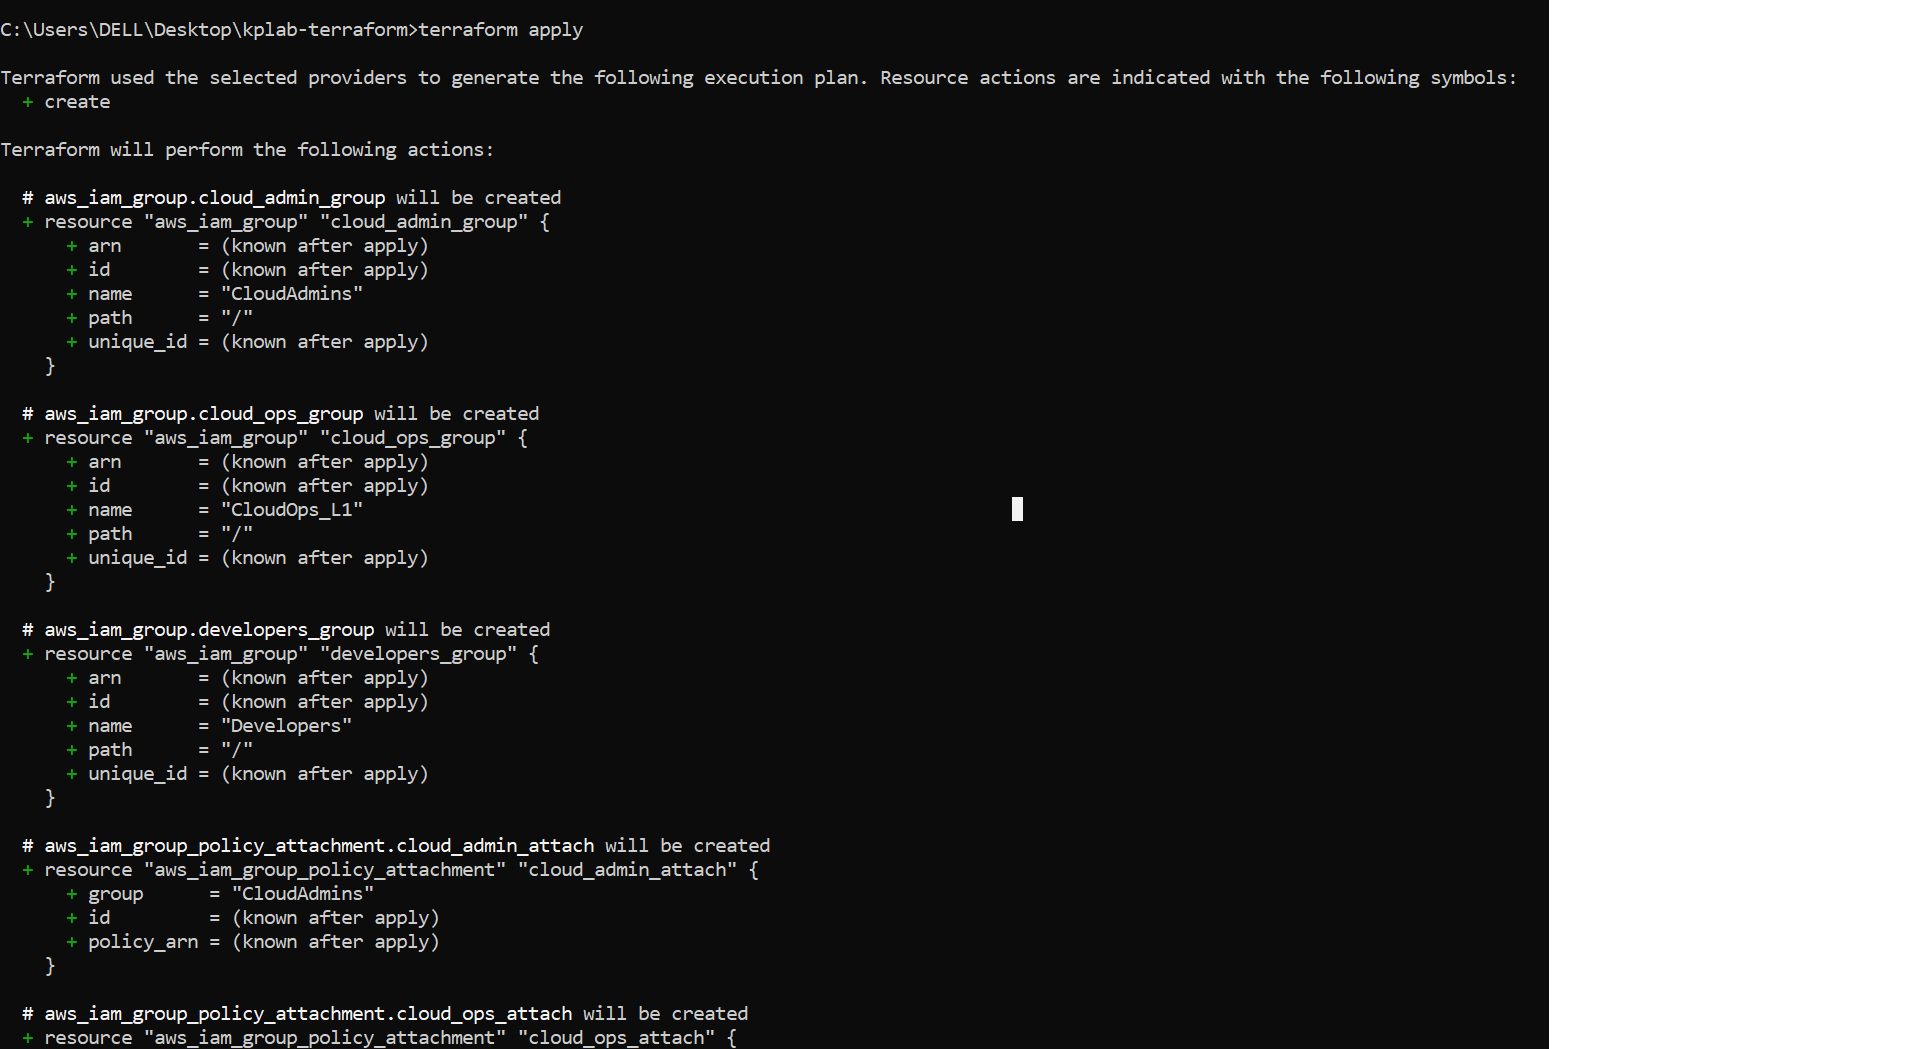 C:\Users\DELL\Desktop\kplab-terraform>terraform apply
Terraform used the selected providers to generate the following execution plan. Resource actions are indicated with the following symbols:
  + create
Terraform will perform the following actions:
  # aws_iam_group.cloud_admin_group will be created
  + resource "aws_iam_group" "cloud_admin_group" {
      + arn       = (known after apply)
      + id        = (known after apply)
      + name      = "CloudAdmins"
      + path      = "/"
      + unique_id = (known after apply)
    }
  # aws_iam_group.cloud_ops_group will be created
  + resource "aws_iam_group" "cloud_ops_group" {
      + arn       = (known after apply)
      + id        = (known after apply)
      + name      = "CloudOps_L1"
      + path      = "/"
      + unique_id = (known after apply)
    }
  # aws_iam_group.developers_group will be created
  + resource "aws_iam_group" "developers_group" {
      + arn       = (known after apply)
      + id        = (known after apply)
      + name      = "Developers"
      + path      = "/"
      + unique_id = (known after apply)
    }
  # aws_iam_group_policy_attachment.cloud_admin_attach will be created
  + resource "aws_iam_group_policy_attachment" "cloud_admin_attach" {
      + group      = "CloudAdmins"
      + id         = (known after apply)
      + policy_arn = (known after apply)
    }
  # aws_iam_group_policy_attachment.cloud_ops_attach will be created
  + resource "aws_iam_group_policy_attachment" "cloud_ops_attach" {